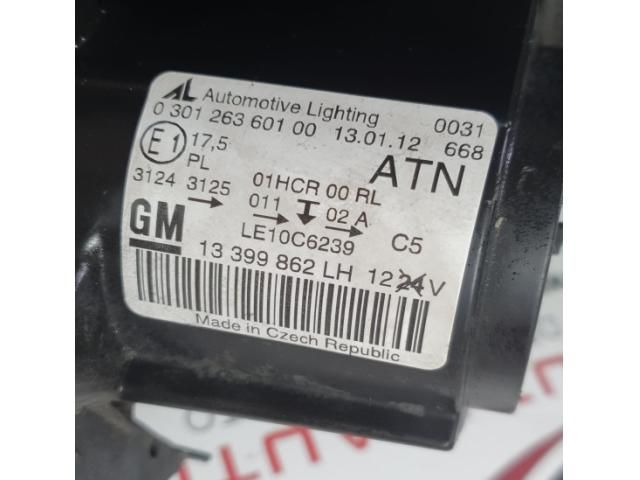 AL Automotive Lighting 0031
0 301 263 601 00 13.01.12 668
E1 17,5 ATN
PL
3124 3125 01HCR 00 RL
011 02 A C5
GM LE10C6239
13 399 862 LH 12 24 V
Made in Czech Republic
AUT